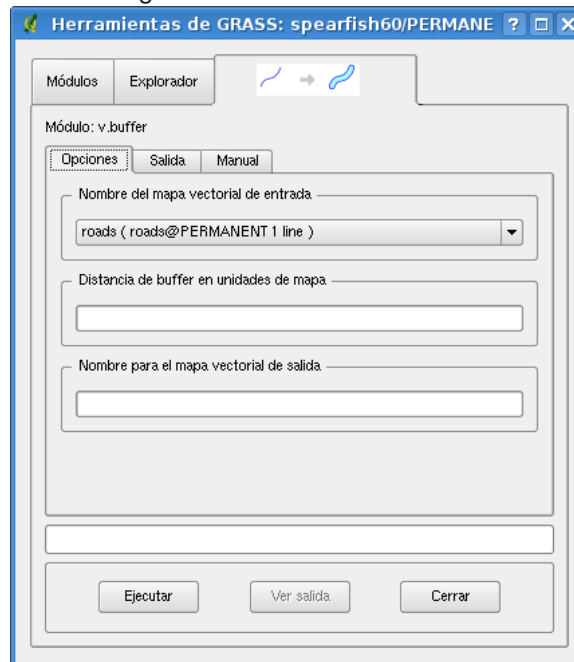 Herramientas de GRASS: spearfish60/PERMANE
Módulos
Explorador
Módulo: v.buffer
Opciones
Salida
Manual
Nombre del mapa vectorial de entrada
roads ( roads@PERMANENT 1 line )
Distancia de buffer en unidades de mapa
Nombre para el mapa vectorial de salida
Ejecutar
Ver salida
Cerrar